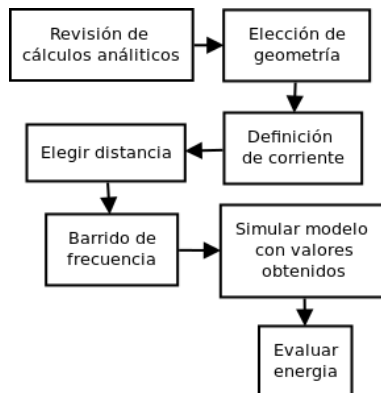 Revisión de
cálculos análiticos
Elección de
geometría
Definición
de corriente
Elegir distancia
Barrido de
frecuencia
Simular modelo
con valores
obtenidos
Evaluar
energia